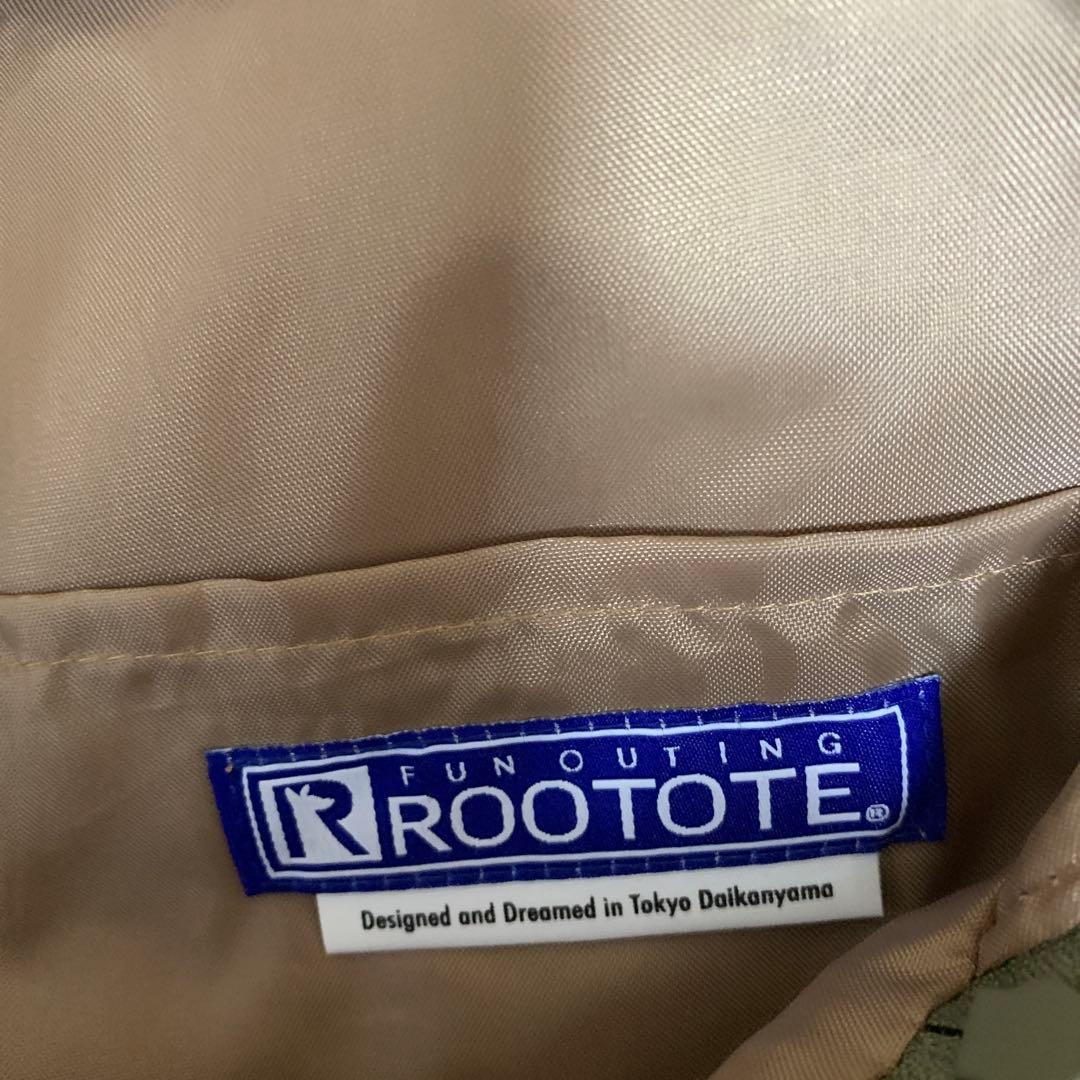 FUN OUTING
R ROOTOTE®
Designed and Dreamed in Tokyo Daikanyama